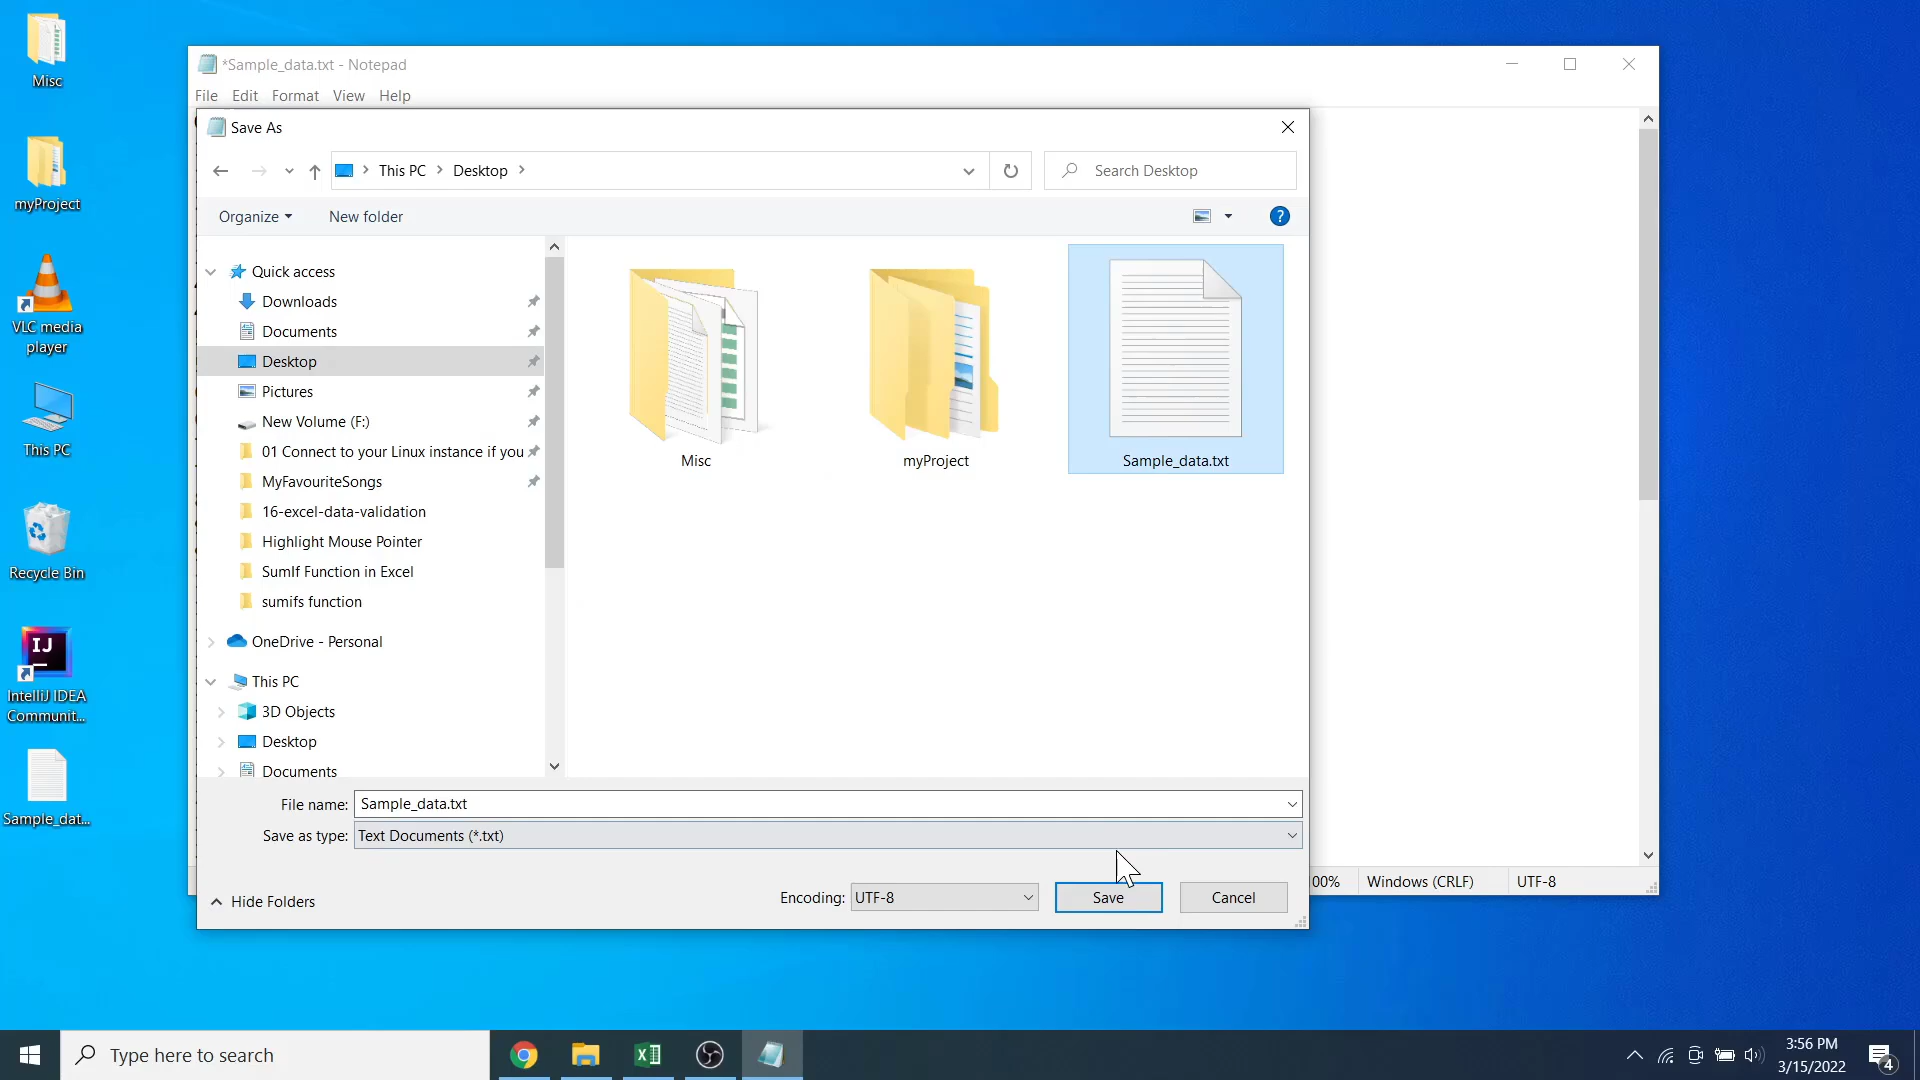 Misc
myProject
VLC media
player
This PC
Recycle Bin
IntelliJ IDEA
Communit...
Sample_dat...
*Sample_data.txt - Notepad
File Edit Format View Help
Save As
This PC > Desktop >
Search Desktop
Organize New folder
?
Quick access
Downloads
Documents
Desktop
Pictures
New Volume (F:)
01 Connect to your Linux instance if you
MyFavouriteSongs
16-excel-data-validation
Highlight Mouse Pointer
SumIf Function in Excel
sumifs function
OneDrive - Personal
This PC
3D Objects
Desktop
Documents
Misc
myProject
Sample_data.txt
File name: Sample_data.txt
Save as type: Text Documents (*.txt)
Hide Folders
Encoding: UTF-8
Save
Cancel
00% Windows (CRLF) UTF-8
Type here to search
3:56 PM
3/15/2022
4